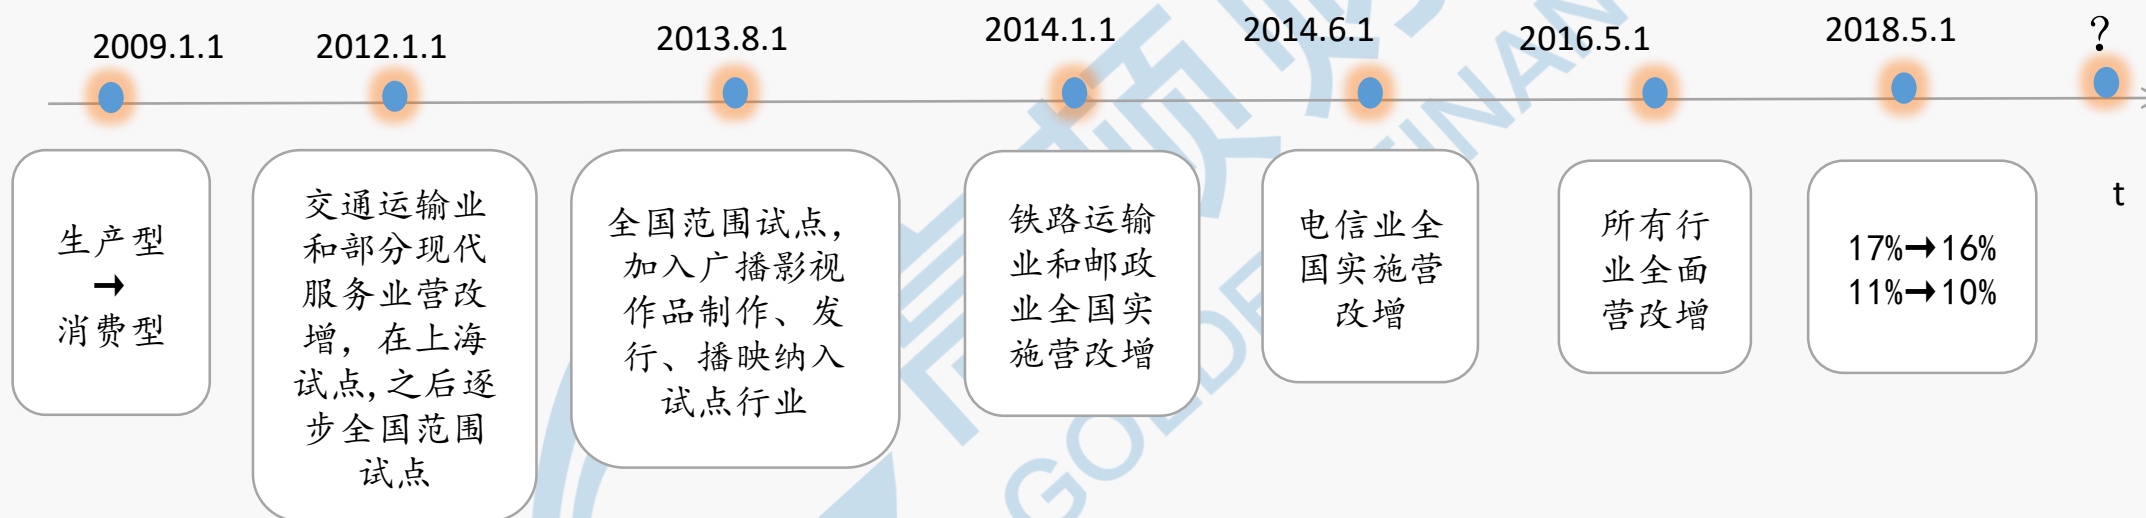 2009.1.1
2012.1.1
2013.8.1
2014.1.1
2014.6.1
2016.5.1
2018.5.1
?
生产型
→
消费型
交通运输业
和部分现代
服务业营改
增，在上海
试点,之后逐
步全国范围
试点
全国范围试点，
加入广播影视
作品制作、发
行、播映纳入
试点行业
铁路运输
业和邮政
业全国实
施营改增
电信业全
国实施营
改增
所有行
业全面
营改增
17%→16%
11%→10%
t